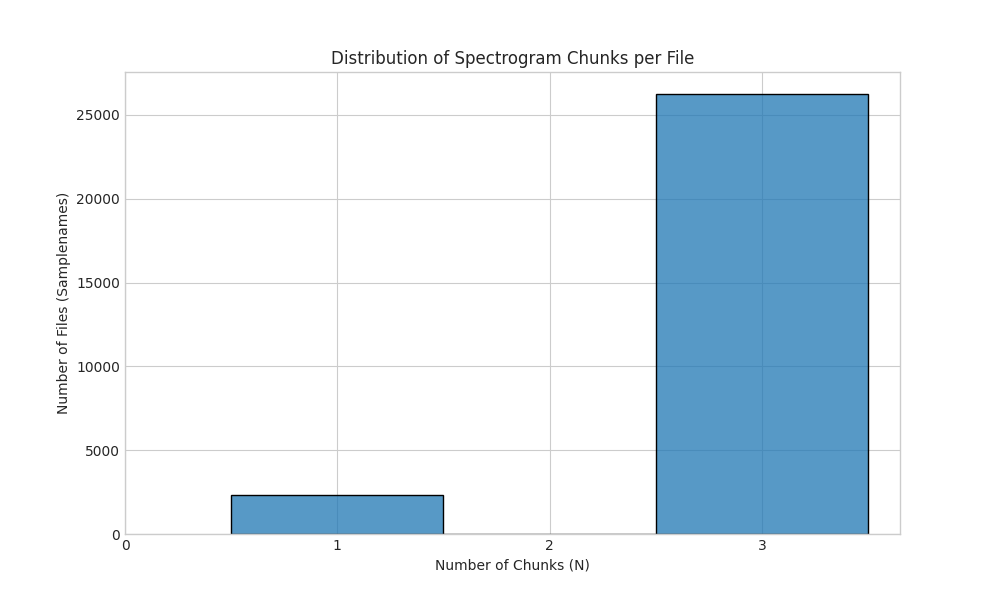 Distribution of Spectrogram Chunks per File
Number of Files (Samplenames)
25000
20000
15000
10000
5000
0
0 1 2 3
Number of Chunks (N)